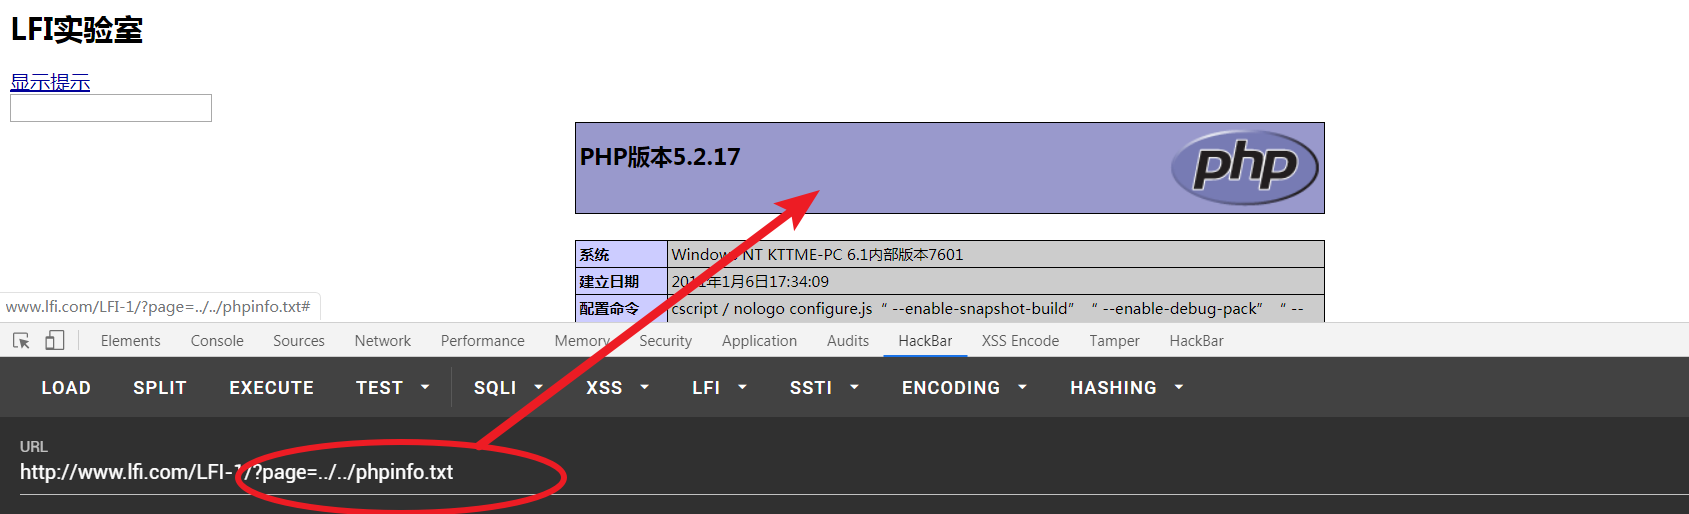 LFI实验室
显示提示
PHP版本5.2.17
php
系统 Windows NT KTTME-PC 6.1内部版本7601
建立日期 2011年1月6日17:34:09
配置命令 cscript / nologo configure.js “ --enable-snapshot-build” “ --enable-debug-pack” “ --
www.lfi.com/LFI-1/?page=../../phpinfo.txt#
Elements Console Sources Network Performance Memory Security Application Audits HackBar XSS Encode Tamper HackBar
LOAD SPLIT EXECUTE TEST SQLI XSS LFI SSTI ENCODING HASHING
URL
http://www.lfi.com/LFI-1/?page=../../phpinfo.txt